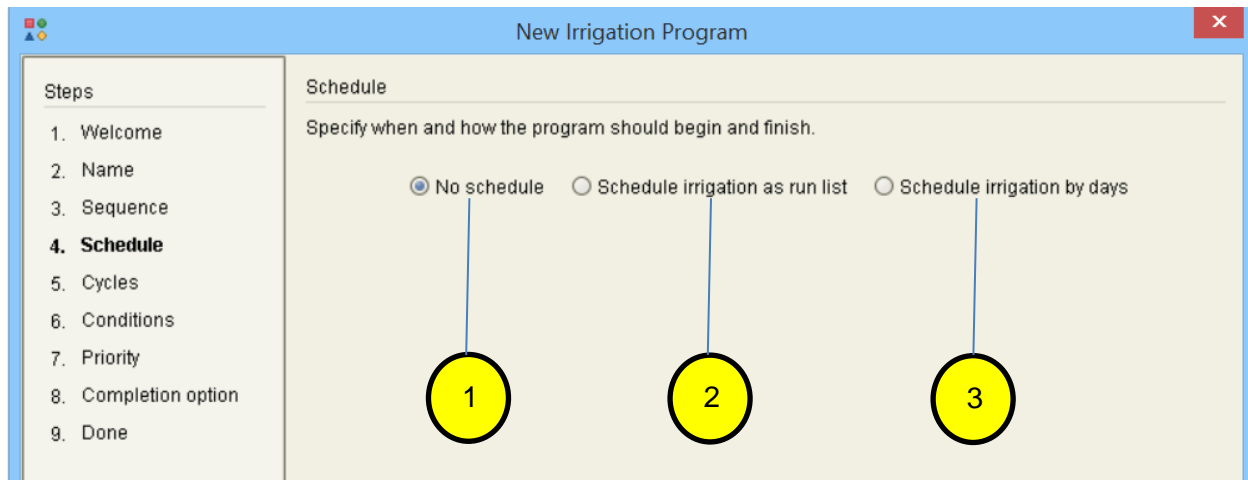 New Irrigation Program
x
Steps
1. Welcome
2. Name
3. Sequence
4. Schedule
5. Cycles
6. Conditions
7. Priority
8. Completion option
9. Done
Schedule
Specify when and how the program should begin and finish.
No schedule Schedule irrigation as run list Schedule irrigation by days
1 2 3